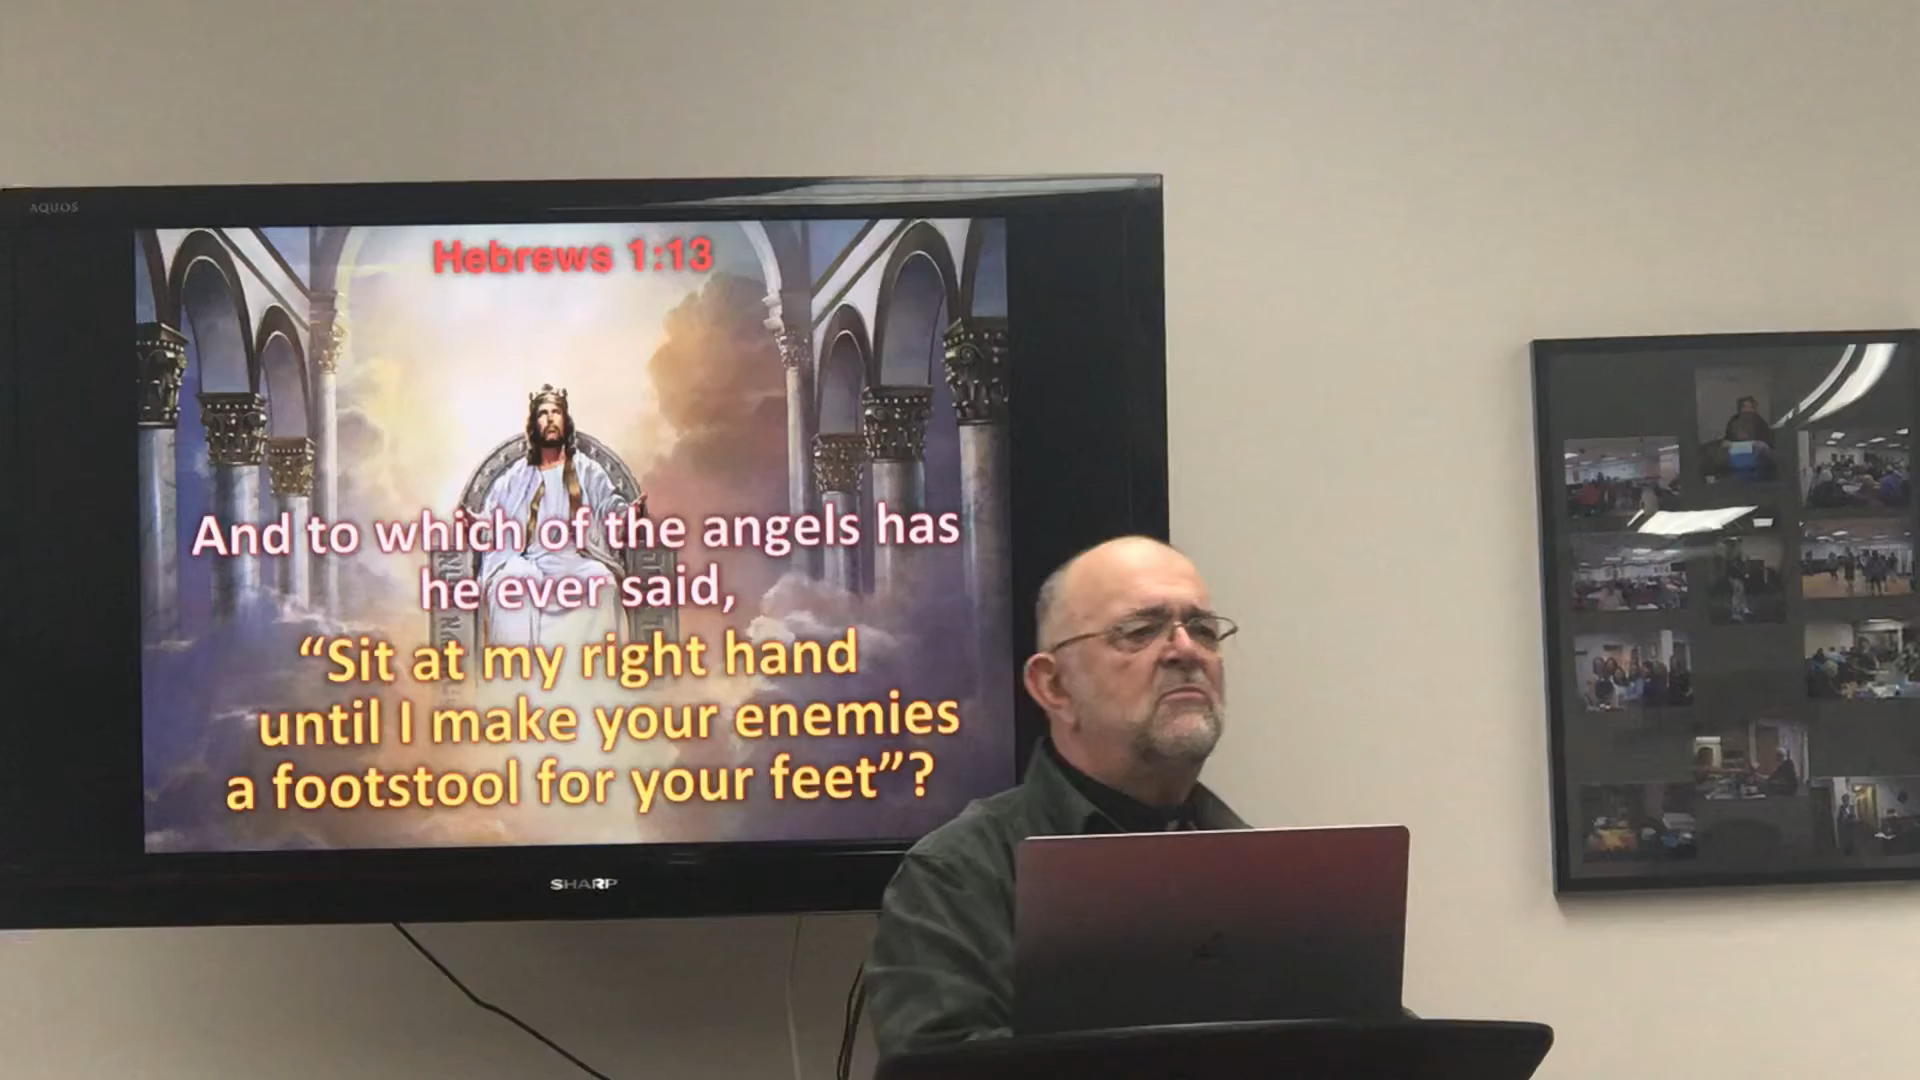 AQUOS
Hebrews 1:13
And to which of the angels has
he ever said,
“Sit at my right hand
until I make your enemies
a footstool for your feet”?
SHARP